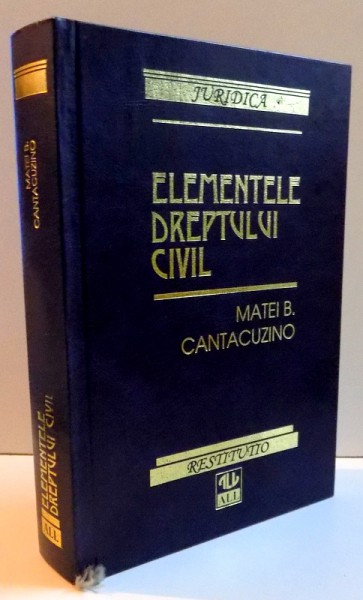 JURIDICA
ELEMENTELE
DREPTULUI
CIVIL
MATEI B.
CANTACUZINO
RESTITUTIO
ALL
MATEI B.
CANTACUZINO
ELEMENTELE
DREPTULUI CIVIL
ALL